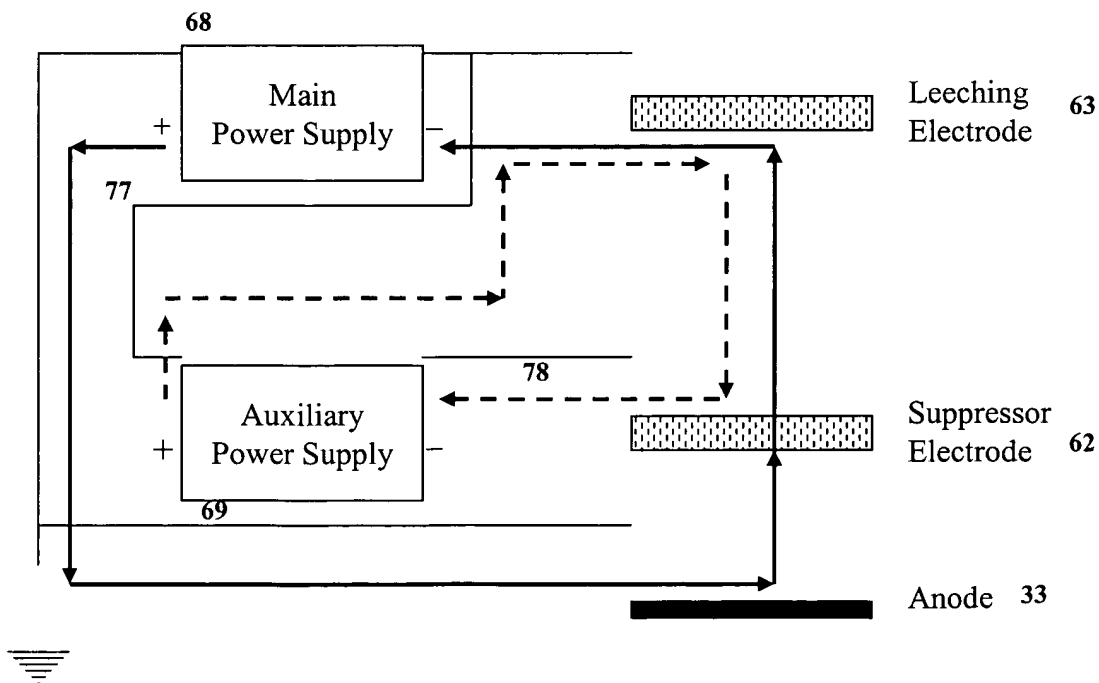 68
Main
Power Supply
+
−
Leeching
Electrode 63
77
78
Auxiliary
Power Supply
+
−
Suppressor
Electrode 62
69
Anode 33